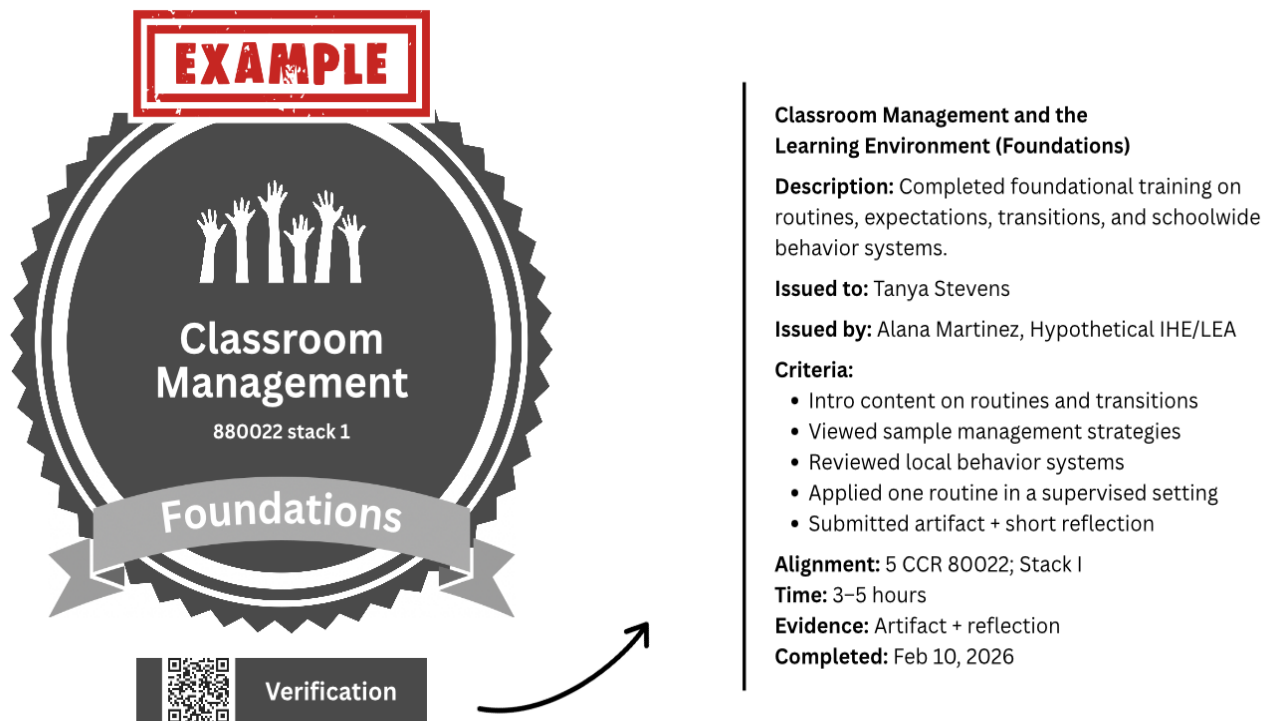 EXAMPLE
Classroom
Management
880022 stack 1
Foundations
Verification
Classroom Management and the
Learning Environment (Foundations)
Description: Completed foundational training on
routines, expectations, transitions, and schoolwide
behavior systems.
Issued to: Tanya Stevens
Issued by: Alana Martinez, Hypothetical IHE/LEA
Criteria:
• Intro content on routines and transitions
• Viewed sample management strategies
• Reviewed local behavior systems
• Applied one routine in a supervised setting
• Submitted artifact + short reflection
Alignment: 5 CCR 80022; Stack I
Time: 3–5 hours
Evidence: Artifact + reflection
Completed: Feb 10, 2026